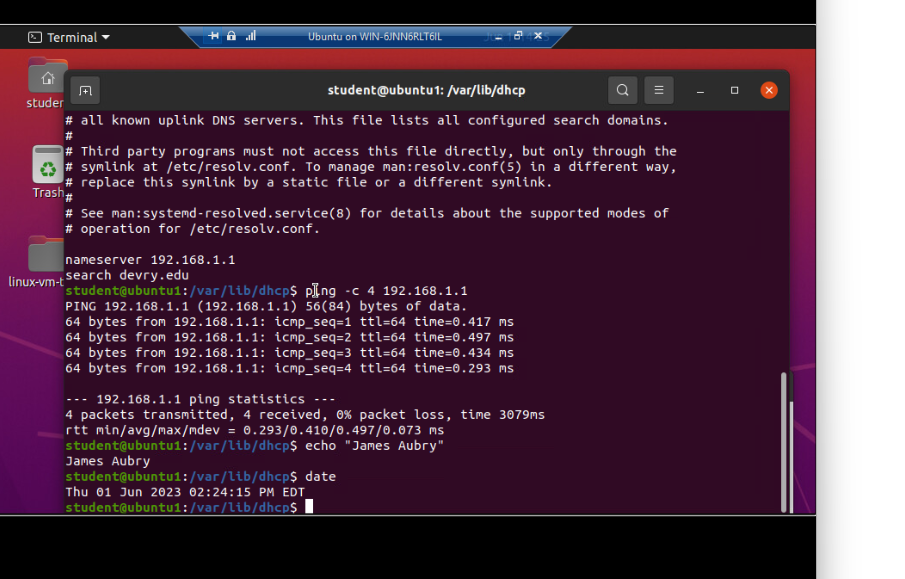 Terminal
Ubuntu on WIN-6JNN6RLT6IL
student@ubuntu1: /var/lib/dhcp
studen
Trash
linux-vm-t
# all known uplink DNS servers. This file lists all configured search domains.
#
# Third party programs must not access this file directly, but only through the
# symlink at /etc/resolv.conf. To manage man:resolv.conf(5) in a different way,
# replace this symlink by a static file or a different symlink.
#
# See man:systemd-resolved.service(8) for details about the supported modes of
# operation for /etc/resolv.conf.
nameserver 192.168.1.1
search devry.edu
student@ubuntu1:/var/lib/dhcp$ ping -c 4 192.168.1.1
PING 192.168.1.1 (192.168.1.1) 56(84) bytes of data.
64 bytes from 192.168.1.1: icmp_seq=1 ttl=64 time=0.417 ms
64 bytes from 192.168.1.1: icmp_seq=2 ttl=64 time=0.497 ms
64 bytes from 192.168.1.1: icmp_seq=3 ttl=64 time=0.434 ms
64 bytes from 192.168.1.1: icmp_seq=4 ttl=64 time=0.293 ms
--- 192.168.1.1 ping statistics ---
4 packets transmitted, 4 received, 0% packet loss, time 3079ms
rtt min/avg/max/mdev = 0.293/0.410/0.497/0.073 ms
student@ubuntu1:/var/lib/dhcp$ echo "James Aubry"
James Aubry
student@ubuntu1:/var/lib/dhcp$ date
Thu 01 Jun 2023 02:24:15 PM EDT
student@ubuntu1:/var/lib/dhcp$